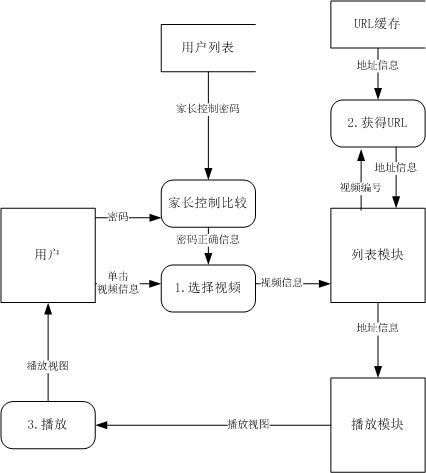 用户列表
URL缓存
地址信息
家长控制密码
2.获得URL
地址信息
视频编号
家长控制比较
密码
密码正确信息
用户
列表模块
单击
视频信息
1.选择视频
视频信息
地址信息
播放视图
3.播放
播放视图
播放模块